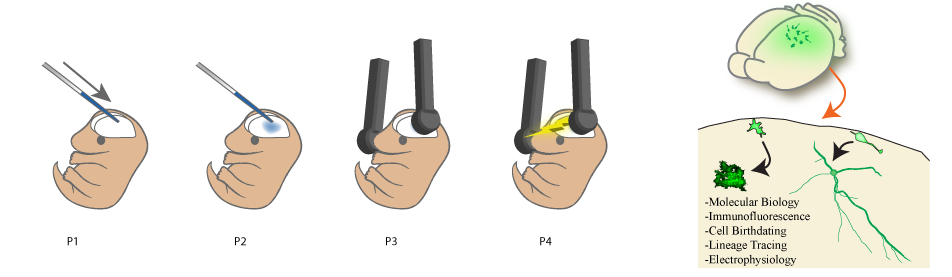 P1
P2
P3
P4
-Molecular Biology
-Immunofluorescence
-Cell Birthdating
-Lineage Tracing
-Electrophysiology